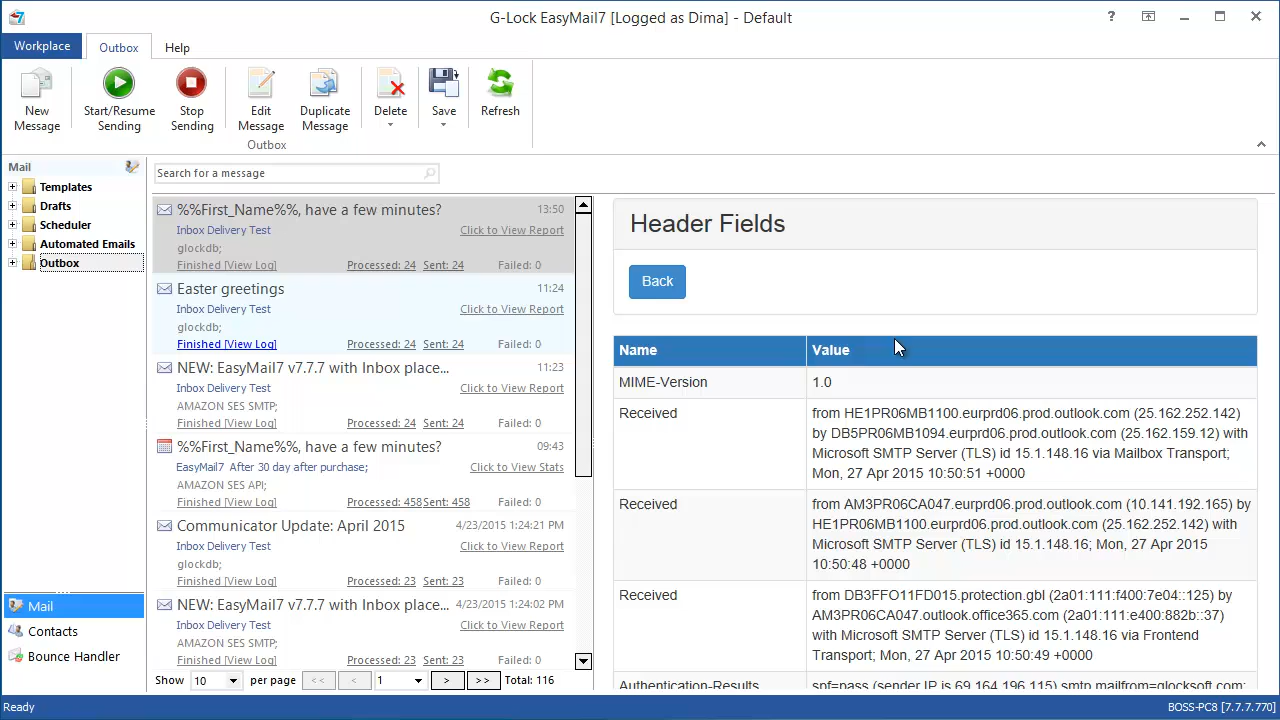 G-Lock EasyMail7 [Logged as Dima] - Default
?
Workplace
Outbox
Help
New Message
Start/Resume Sending
Stop Sending
Edit Message
Duplicate Message
Delete
Save
Refresh
Outbox
Mail
Templates
Drafts
Scheduler
Automated Emails
Outbox
Mail
Contacts
Bounce Handler
Search for a message
%%First_Name%%, have a few minutes? 13:50
Inbox Delivery Test Click to View Report
glockdb;
Finished [View Log] Processed: 24 Sent: 24 Failed: 0
Easter greetings 11:24
Inbox Delivery Test Click to View Report
glockdb;
Finished [View Log] Processed: 24 Sent: 24 Failed: 0
NEW: EasyMail7 v7.7.7 with Inbox place... 11:23
Inbox Delivery Test Click to View Report
AMAZON SES SMTP;
Finished [View Log] Processed: 24 Sent: 24 Failed: 0
%%First_Name%%, have a few minutes? 09:43
EasyMail7 After 30 day after purchase; Click to View Stats
AMAZON SES API;
Finished [View Log] Processed: 458 Sent: 458 Failed: 0
Communicator Update: April 2015 4/23/2015 1:24:21 PM
Inbox Delivery Test Click to View Report
glockdb;
Finished [View Log] Processed: 23 Sent: 23 Failed: 0
NEW: EasyMail7 v7.7.7 with Inbox place... 4/23/2015 1:24:02 PM
Inbox Delivery Test Click to View Report
AMAZON SES SMTP;
Finished [View Log] Processed: 23 Sent: 23 Failed: 0
Show 10 per page << < 1 > >> Total: 116
Header Fields
Back
Name Value
MIME-Version 1.0
Received from HE1PR06MB1100.eurprd06.prod.outlook.com (25.162.252.142)
by DB5PR06MB1094.eurprd06.prod.outlook.com (25.162.159.12) with
Microsoft SMTP Server (TLS) id 15.1.148.16 via Mailbox Transport;
Mon, 27 Apr 2015 10:50:51 +0000
Received from AM3PR06CA047.eurprd06.prod.outlook.com (10.141.192.165) by
HE1PR06MB1100.eurprd06.prod.outlook.com (25.162.252.142) with
Microsoft SMTP Server (TLS) id 15.1.148.16; Mon, 27 Apr 2015
10:50:48 +0000
Received from DB3FFO11FD015.protection.gbl (2a01:111:f400:7e04::125) by
AM3PR06CA047.outlook.office365.com (2a01:111:e400:882b::37)
with Microsoft SMTP Server (TLS) id 15.1.148.16 via Frontend
Transport; Mon, 27 Apr 2015 10:50:49 +0000
Authentication-Results spf=pass (sender IP is 69.164.196.115) smtp.mailfrom=glocksoft.com;
Ready
BOSS-PC8 [7.7.7.770]